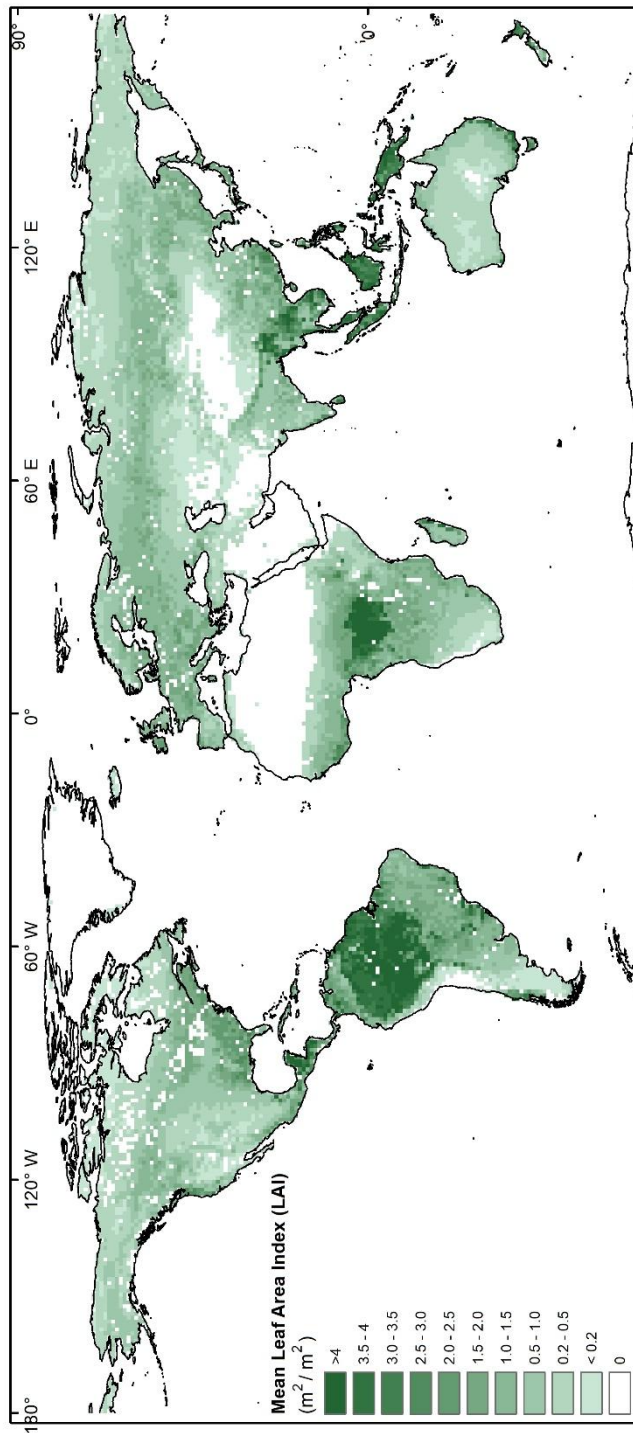 180°
120° W
60° W
0°
60° E
120° E
90°
0°
Mean Leaf Area Index (LAI)
(m² / m²)
>4
3.5 - 4
3.0 - 3.5
2.5 - 3.0
2.0 - 2.5
1.5 - 2.0
1.0 - 1.5
0.5 - 1.0
0.2 - 0.5
< 0.2
0